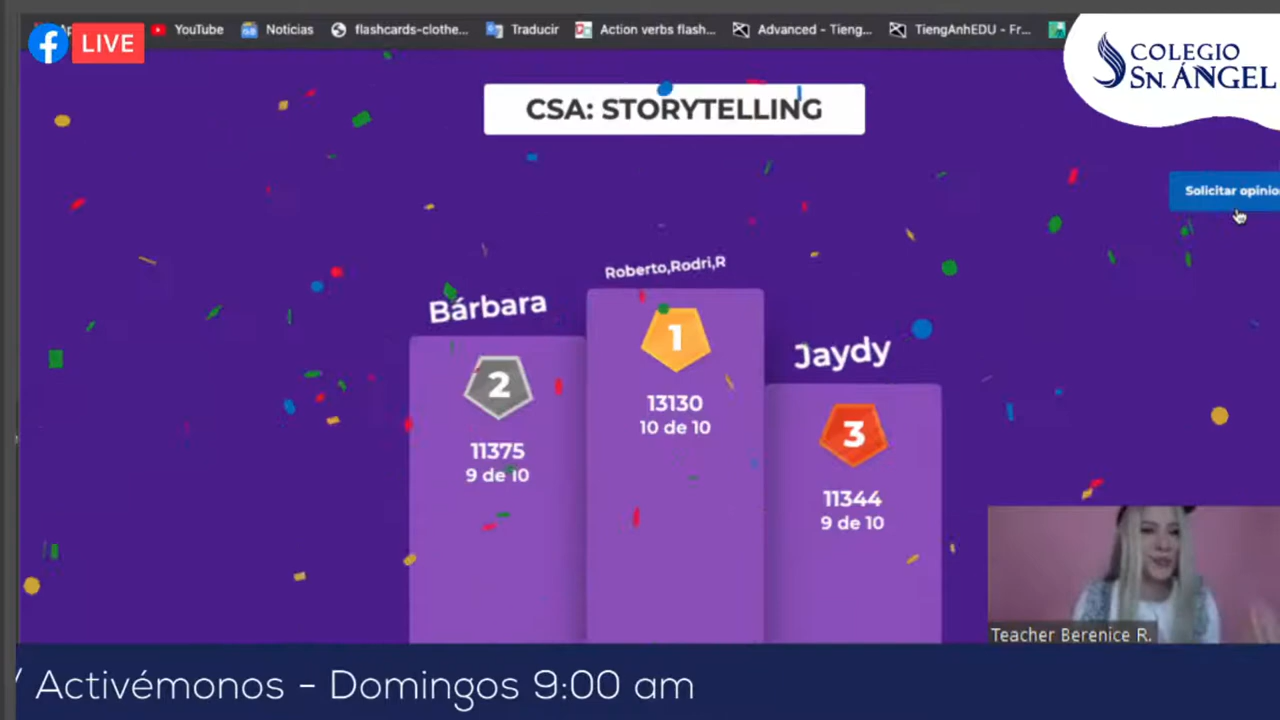 LIVE
YouTube
Noticias
flashcards-clothe...
Traducir
Action verbs flash...
Advanced - Tieng...
TiengAnhEDU - Fr...
COLEGIO
SN. ÁNGEL
CSA: STORYTELLING
Solicitar opinio
Roberto,Rodri,R
Bárbara
Jaydy
1
2
3
13130
10 de 10
11375
9 de 10
11344
9 de 10
Teacher Berenice R.
/ Activémonos - Domingos 9:00 am